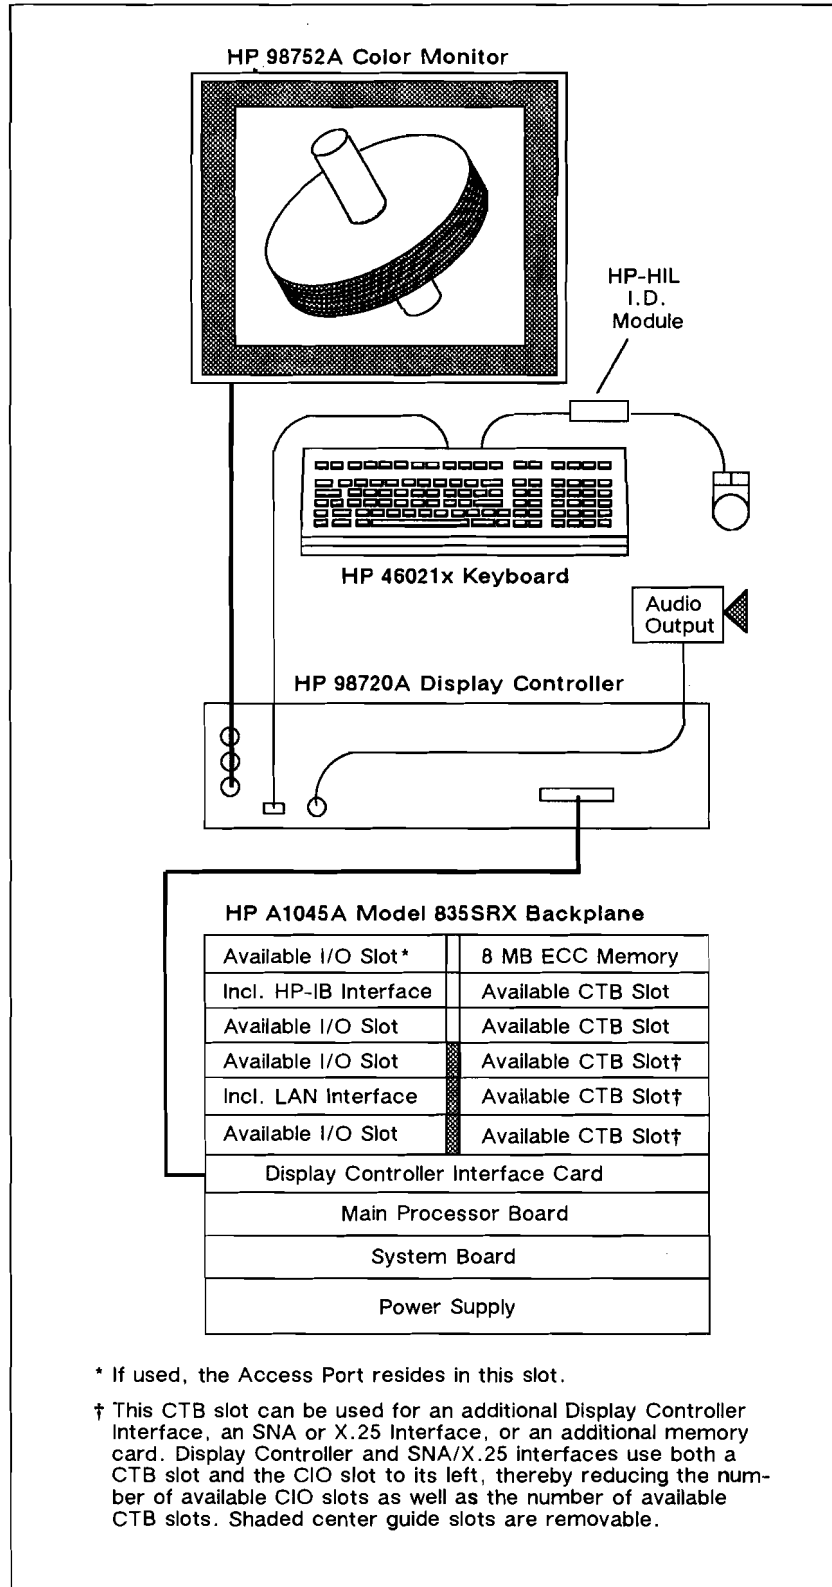 HP 98752A Color Monitor
HP-HIL
I.D.
Module
HP 46021x Keyboard
Audio
Output
HP 98720A Display Controller
HP A1045A Model 835SRX Backplane
Available I/O Slot* 8 MB ECC Memory
Incl. HP-IB Interface Available CTB Slot
Available I/O Slot Available CTB Slot
Available I/O Slot Available CTB Slot†
Incl. LAN Interface Available CTB Slot†
Available I/O Slot Available CTB Slot†
Display Controller Interface Card
Main Processor Board
System Board
Power Supply
* If used, the Access Port resides in this slot.
† This CTB slot can be used for an additional Display Controller
Interface, an SNA or X.25 Interface, or an additional memory
card. Display Controller and SNA/X.25 interfaces use both a
CTB slot and the CIO slot to its left, thereby reducing the num-
ber of available CIO slots as well as the number of available
CTB slots. Shaded center guide slots are removable.